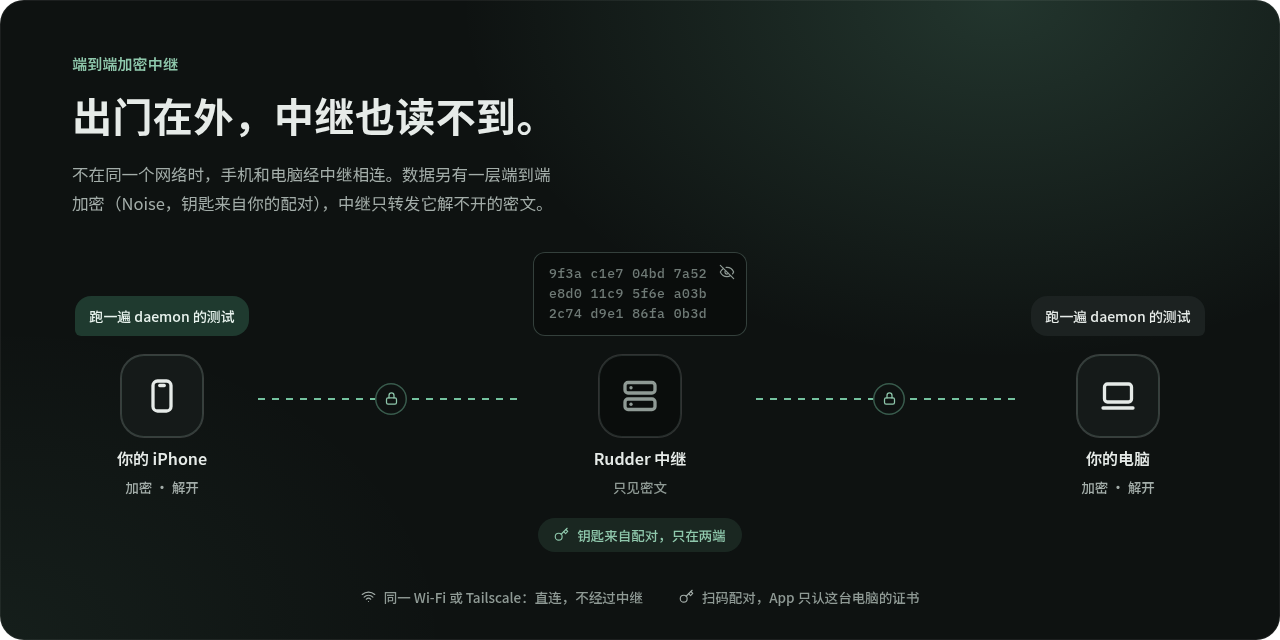 端到端加密中继
出门在外，中继也读不到。
不在同一个网络时，手机和电脑经中继相连。数据另有一层端到端
加密（Noise，钥匙来自你的配对），中继只转发它解不开的密文。
9f3a c1e7 04bd 7a52
e8d0 11c9 5f6e a03b
2c74 d9e1 86fa 0b3d
跑一遍 daemon 的测试
跑一遍 daemon 的测试
你的 iPhone
加密 · 解开
Rudder 中继
只见密文
你的电脑
加密 · 解开
钥匙来自配对，只在两端
同一 Wi-Fi 或 Tailscale：直连，不经过中继
扫码配对，App 只认这台电脑的证书